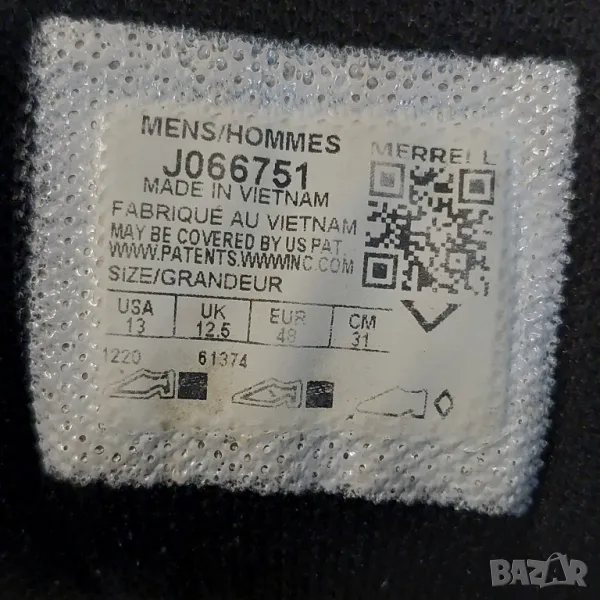 MENS/HOMMES
J066751
MERRELL
MADE IN VIETNAM
FABRIQUÉ AU VIETNAM
MAY BE COVERED BY US PAT.
WWW.PATENTS.WWWINC.COM
SIZE/GRANDEUR
USA UK EUR CM
13 12.5 48 31
1220 61374
BAZAR